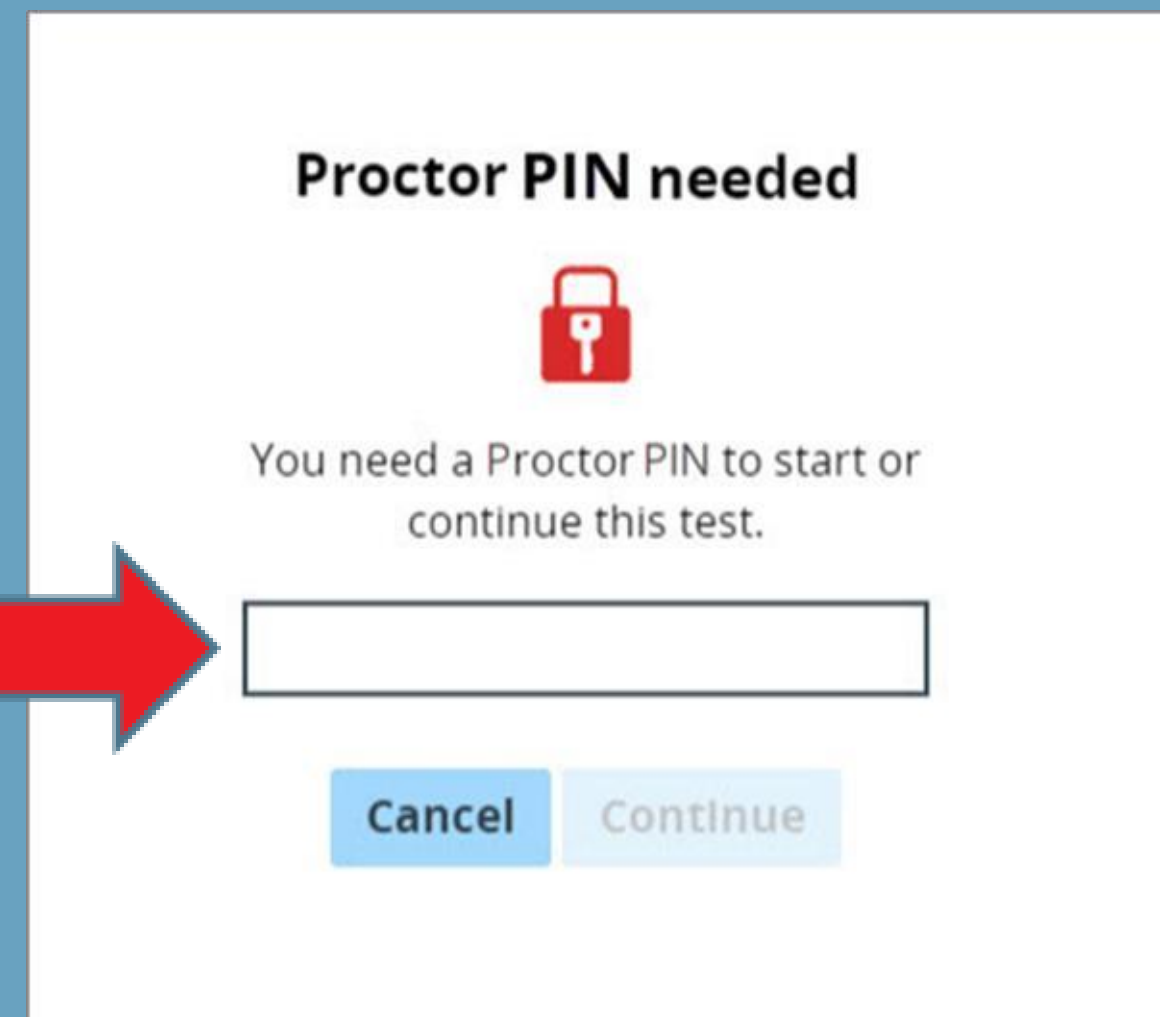 Proctor PIN needed
You need a Proctor PIN to start or
continue this test.
Cancel Continue